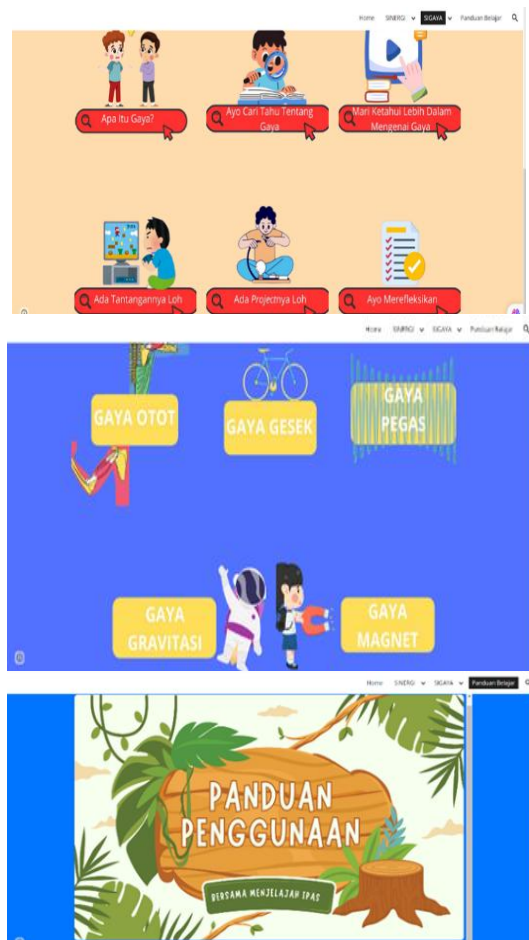 Home SINERGI SIGAYA Panduan Belajar
Apa Itu Gaya?
Ayo Cari Tahu Tentang
Gaya
Mari Ketahui Lebih Dalam
Mengenai Gaya
Ada Tantangannya Loh
Ada Projectnya Loh
Ayo Merefleksikan
Home SINERGI SIGAYA Panduan Belajar
GAYA OTOT
GAYA GESEK
GAYA
PEGAS
GAYA
GRAVITASI
GAYA
MAGNET
Home SINERGI SIGAYA Panduan Belajar
PANDUAN
PENGGUNAAN
BERSAMA MENJELAJAH IPAS